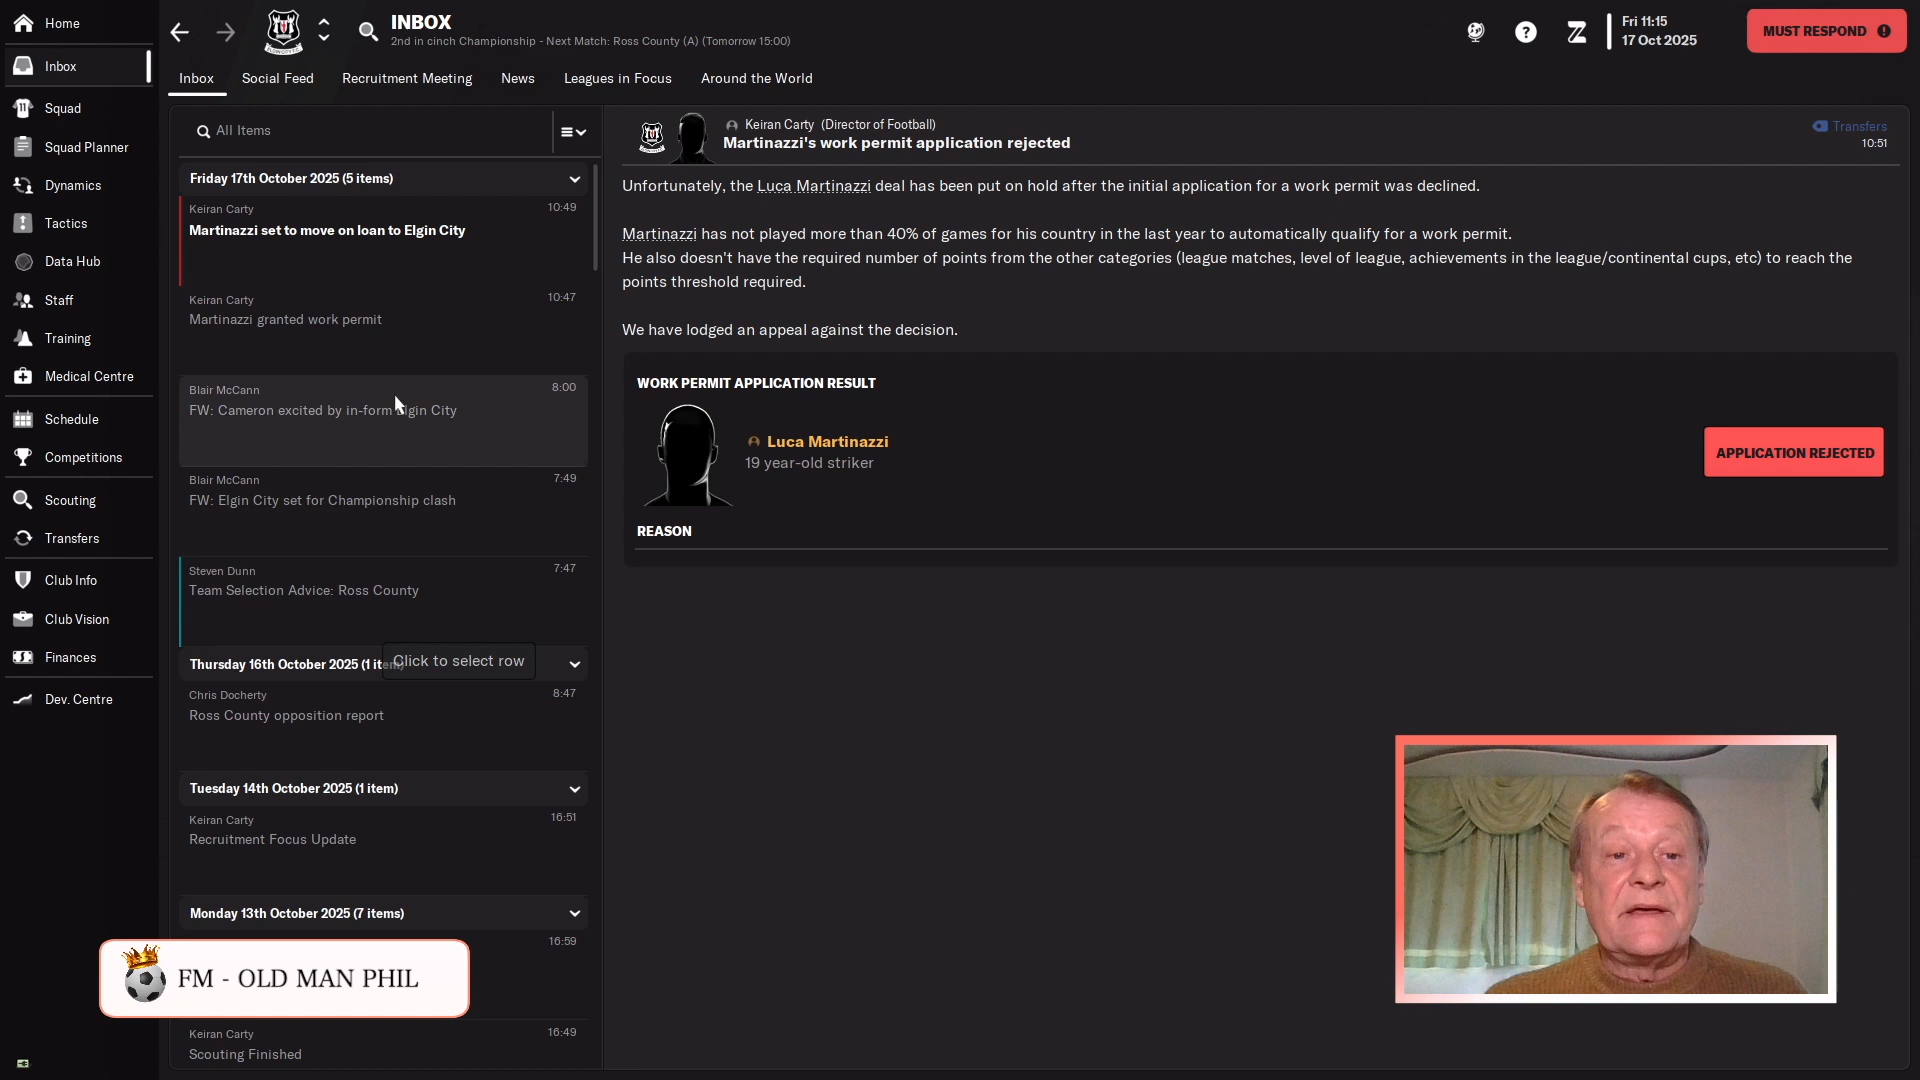 Home
Inbox
Squad
Squad Planner
Dynamics
Tactics
Data Hub
Staff
Training
Medical Centre
Schedule
Competitions
Scouting
Transfers
Club Info
Club Vision
Finances
Dev. Centre
INBOX
2nd in cinch Championship - Next Match: Ross County (A) (Tomorrow 15:00)
Fri 11:15
17 Oct 2025
MUST RESPOND
Inbox Social Feed Recruitment Meeting News Leagues in Focus Around the World
All Items
Friday 17th October 2025 (5 items)
Keiran Carty 10:49
Martinazzi set to move on loan to Elgin City
Keiran Carty 10:47
Martinazzi granted work permit
Blair McCann 8:00
FW: Cameron excited by in-form Elgin City
Blair McCann 7:49
FW: Elgin City set for Championship clash
Steven Dunn 7:47
Team Selection Advice: Ross County
Thursday 16th October 2025 (1 item)
Click to select row
Chris Docherty 8:47
Ross County opposition report
Tuesday 14th October 2025 (1 item)
Keiran Carty 16:51
Recruitment Focus Update
Monday 13th October 2025 (7 items)
16:59
FM - OLD MAN PHIL
Keiran Carty 16:49
Scouting Finished
Keiran Carty (Director of Football)
Martinazzi's work permit application rejected
Transfers
10:51
Unfortunately, the Luca Martinazzi deal has been put on hold after the initial application for a work permit was declined.
Martinazzi has not played more than 40% of games for his country in the last year to automatically qualify for a work permit.
He also doesn't have the required number of points from the other categories (league matches, level of league, achievements in the league/continental cups, etc) to reach the
points threshold required.
We have lodged an appeal against the decision.
WORK PERMIT APPLICATION RESULT
Luca Martinazzi
19 year-old striker
APPLICATION REJECTED
REASON